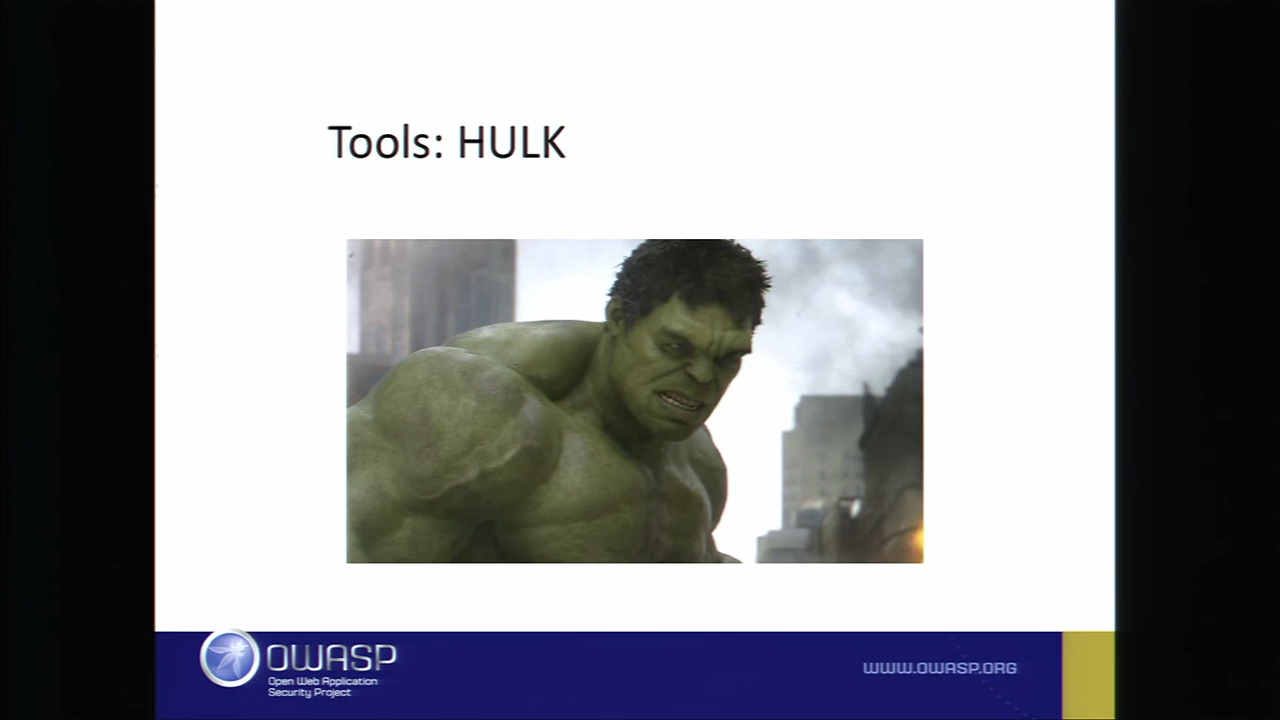 Tools: HULK
OWASP
Open Web Application
Security Project
WWW.OWASP.ORG